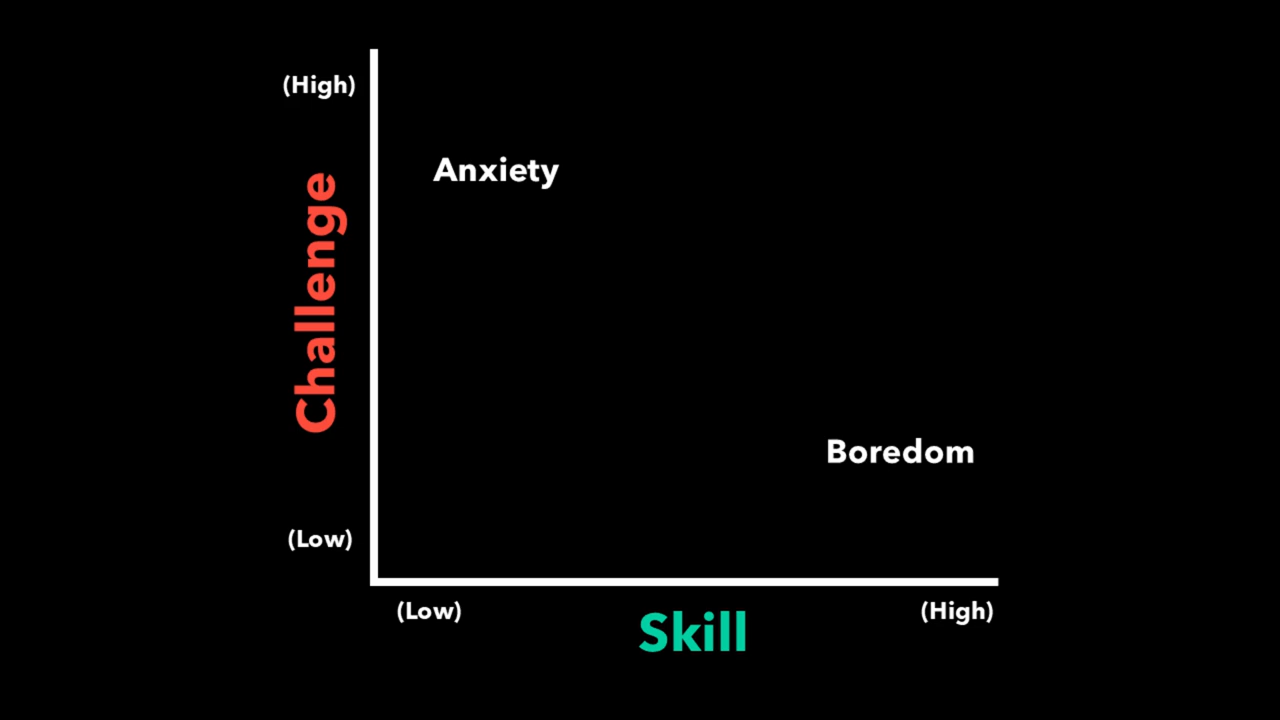 (High)
Anxiety
Challenge
Boredom
(Low)
(Low)
Skill
(High)